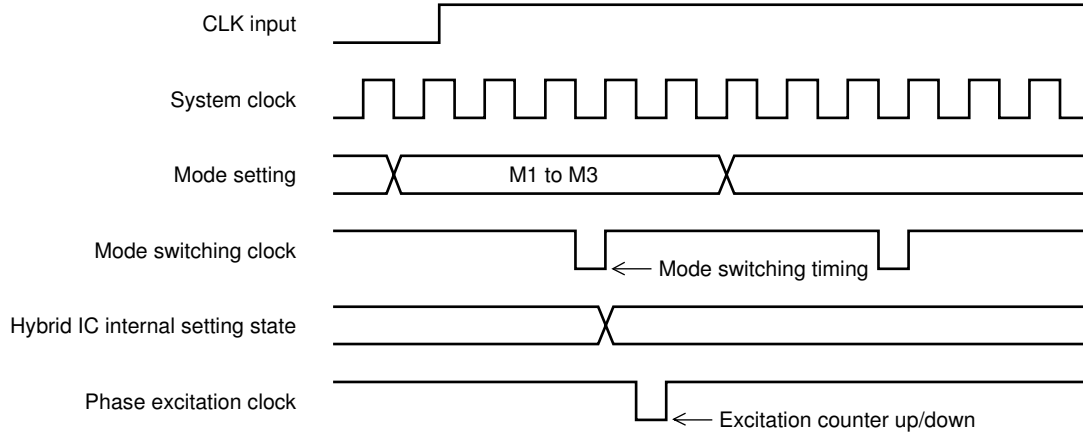 CLK input
System clock
Mode setting
M1 to M3
Mode switching clock
Mode switching timing
Hybrid IC internal setting state
Phase excitation clock
Excitation counter up/down